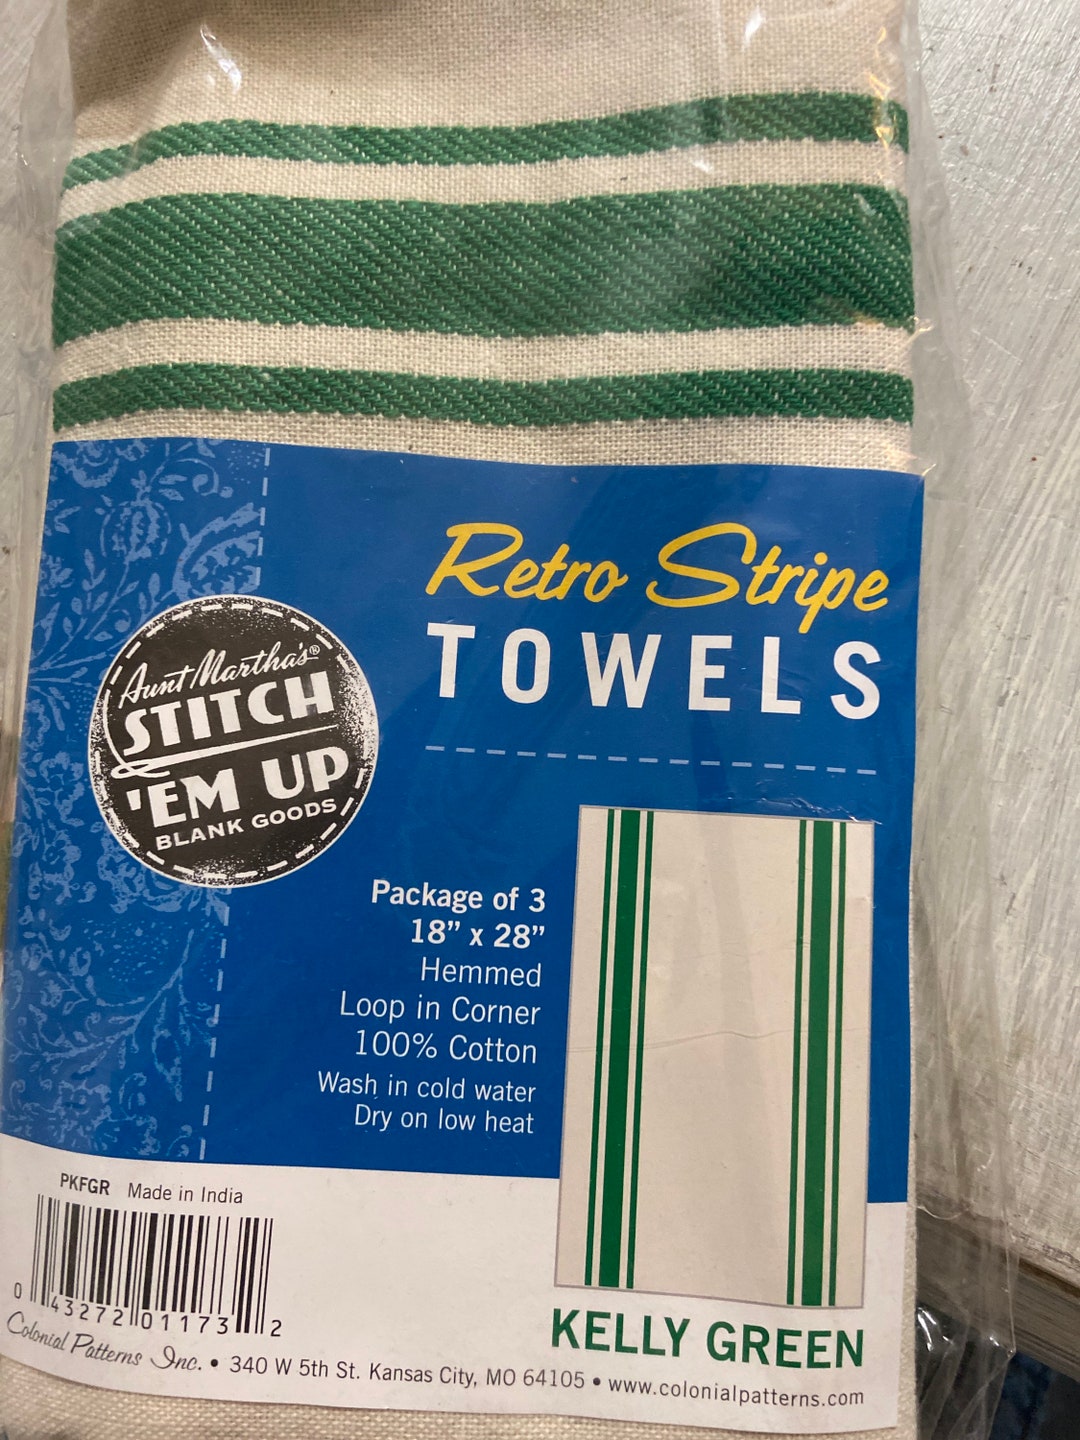 Retro Stripe
TOWELS
Aunt Martha's®
STITCH
'EM UP
BLANK GOODS
Package of 3
18” x 28”
Hemmed
Loop in Corner
100% Cotton
Wash in cold water
Dry on low heat
PKFGR Made in India
0 43272 01173 2
KELLY GREEN
Colonial Patterns Inc. • 340 W 5th St. Kansas City, MO 64105 • www.colonialpatterns.com